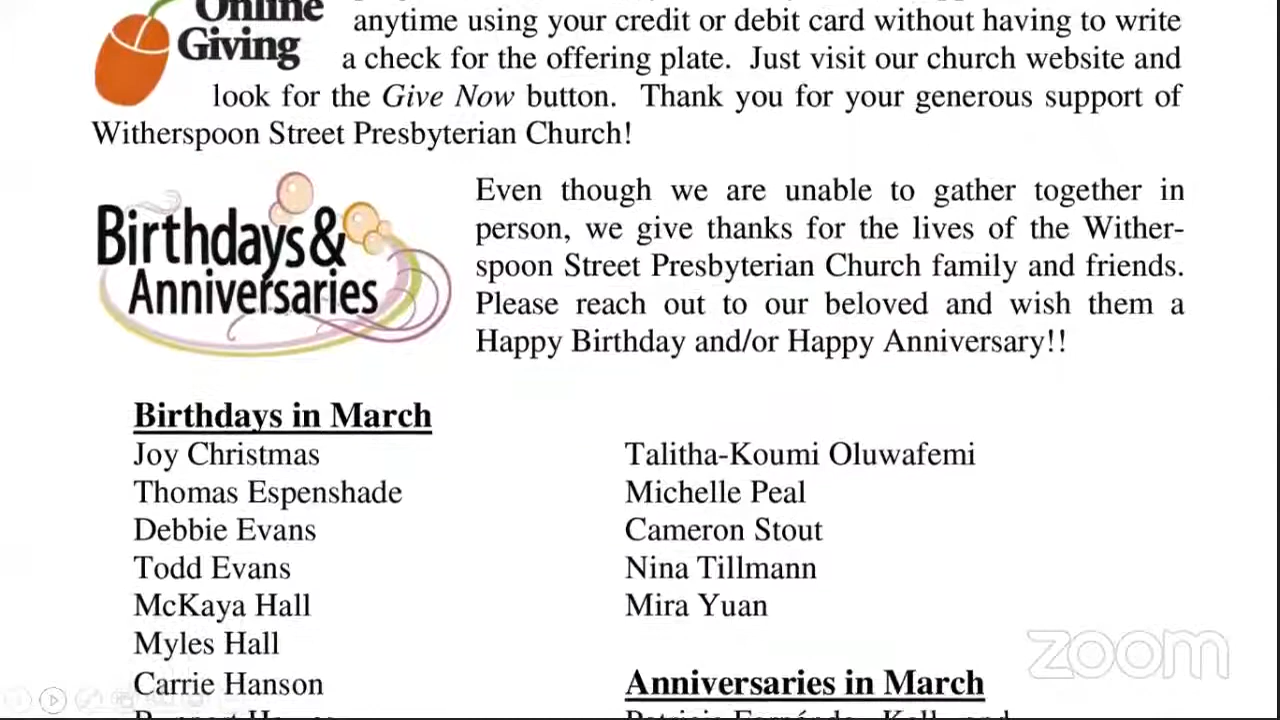 Online
Giving
anytime using your credit or debit card without having to write
a check for the offering plate. Just visit our church website and
look for the Give Now button. Thank you for your generous support of
Witherspoon Street Presbyterian Church!
Birthdays &
Anniversaries
Even though we are unable to gather together in
person, we give thanks for the lives of the Wither-
spoon Street Presbyterian Church family and friends.
Please reach out to our beloved and wish them a
Happy Birthday and/or Happy Anniversary!!
Birthdays in March
Joy Christmas
Thomas Espenshade
Debbie Evans
Todd Evans
McKaya Hall
Myles Hall
Carrie Hanson
Talitha-Koumi Oluwafemi
Michelle Peal
Cameron Stout
Nina Tillmann
Mira Yuan
Anniversaries in March
zoom